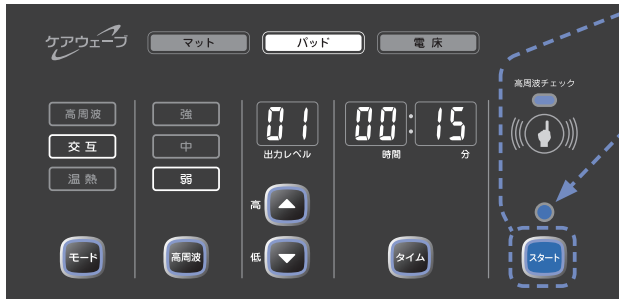 ケアウェーブ
マット
パッド
電床
高周波
交互
温熱
強
中
弱
01
出力レベル
00:15
時間 分
高周波チェック
高
低
モード
高周波
タイム
スタート